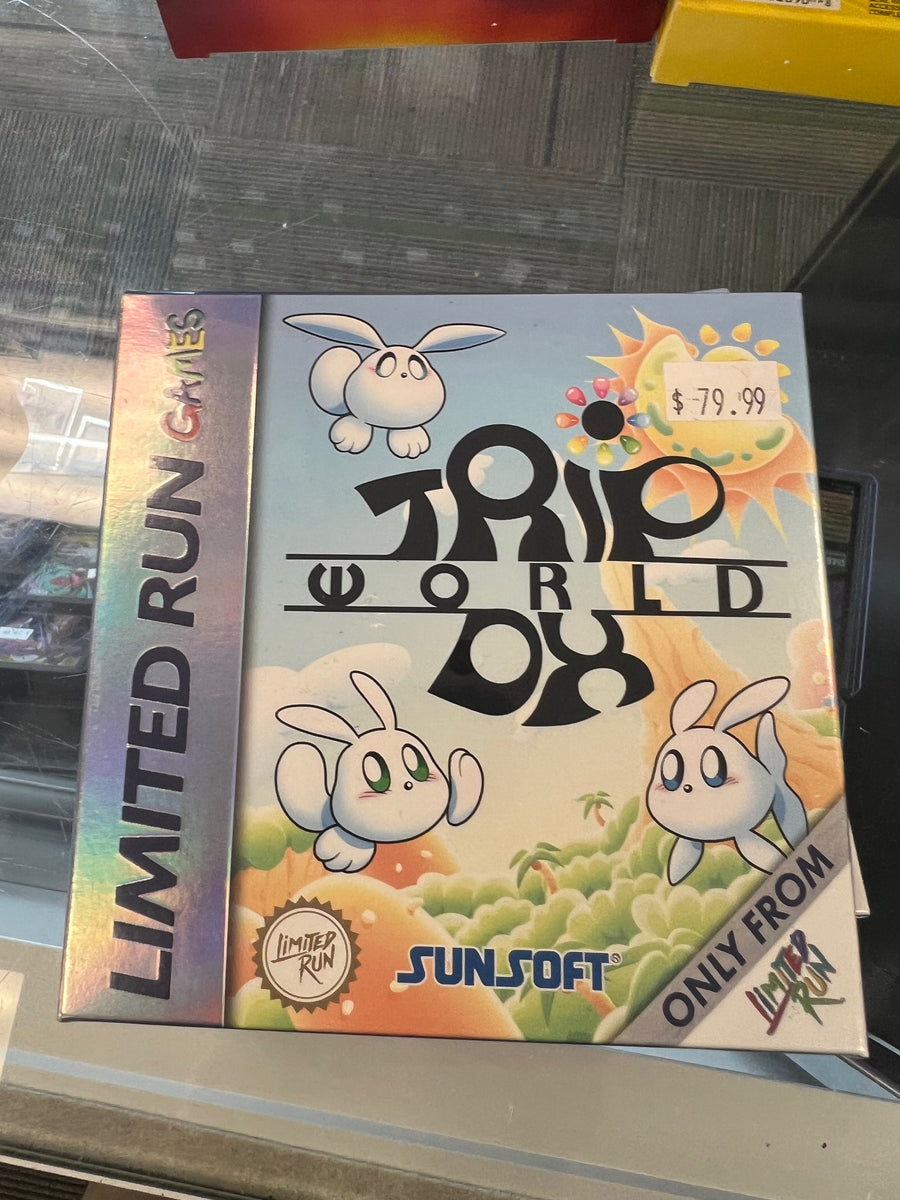 LIMITED RUN GAMES
$ 79.99
TRIP
WORLD
DX
LIMITED
RUN
SUNSOFT®
ONLY FROM
LIMITED
RUN